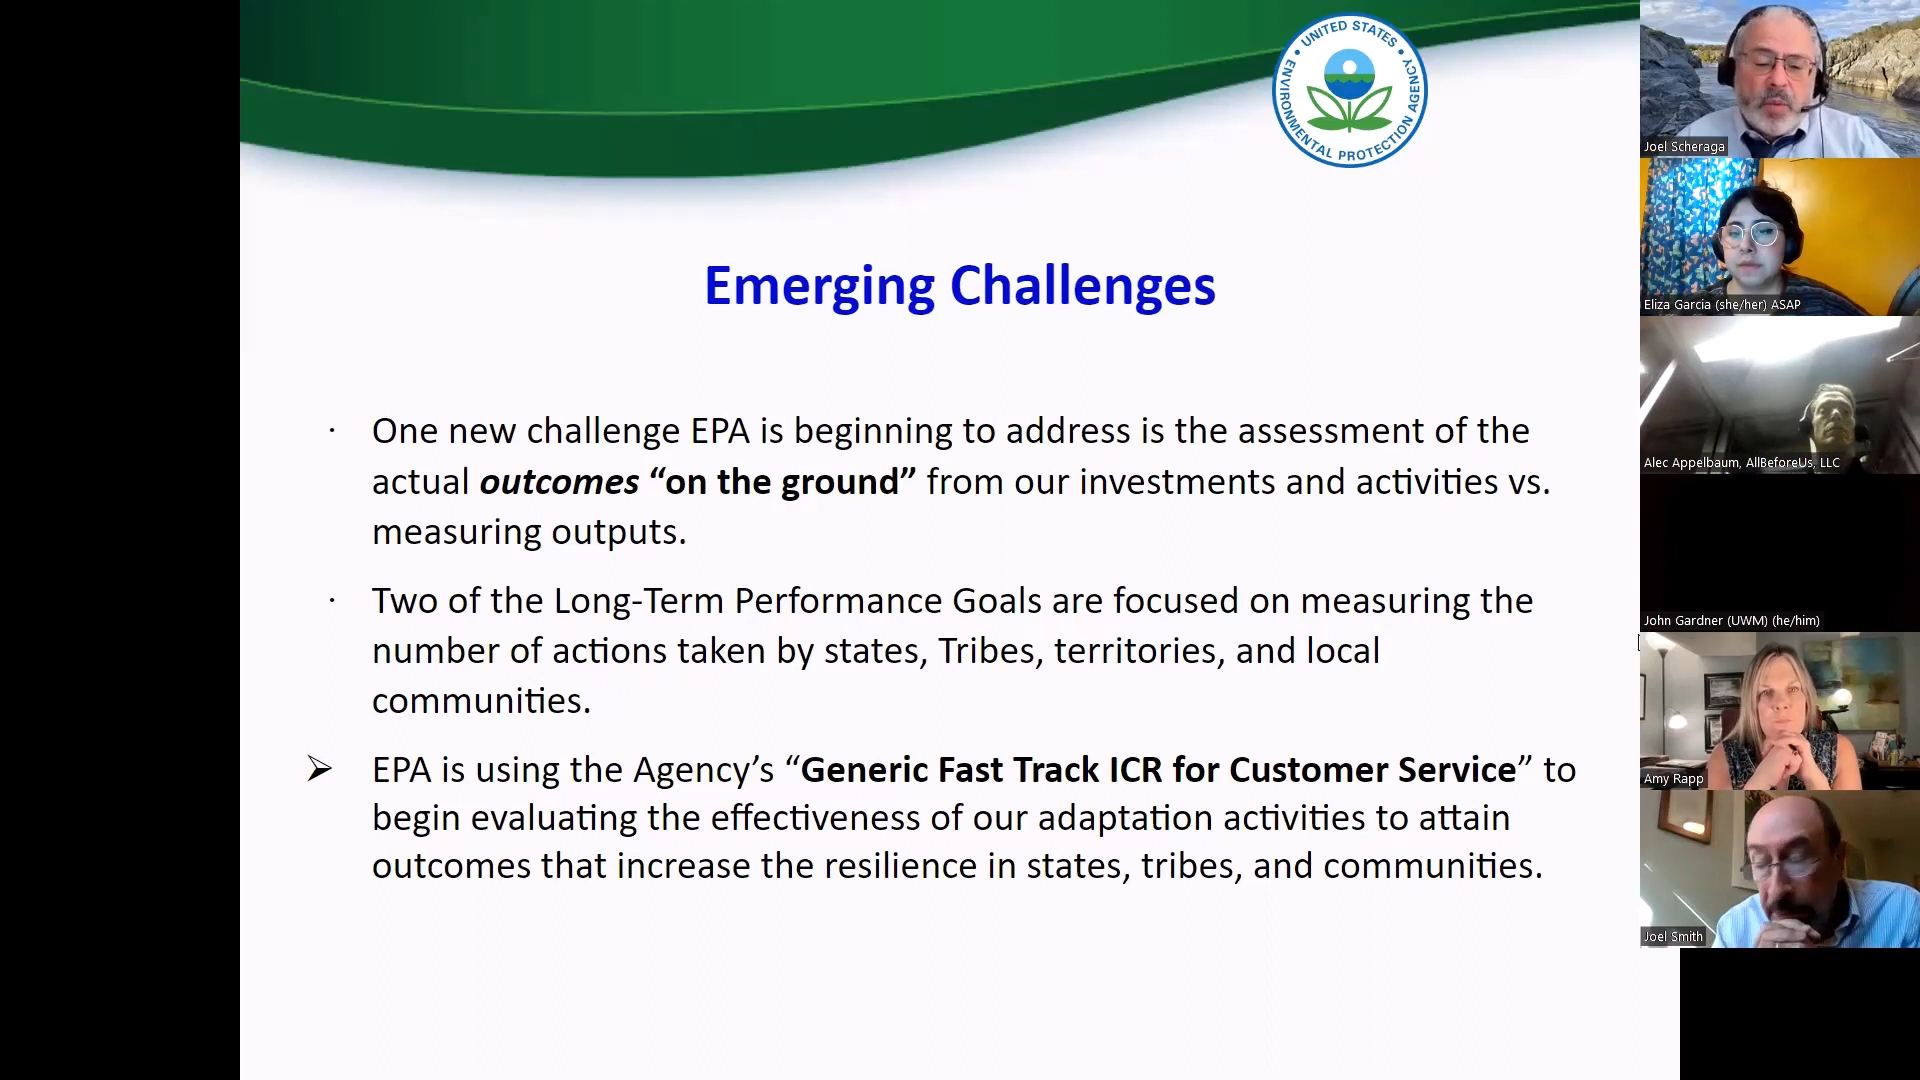 UNITED STATES
ENVIRONMENTAL PROTECTION AGENCY
Emerging Challenges
· One new challenge EPA is beginning to address is the assessment of the
actual outcomes “on the ground” from our investments and activities vs.
measuring outputs.
· Two of the Long-Term Performance Goals are focused on measuring the
number of actions taken by states, Tribes, territories, and local
communities.
➢ EPA is using the Agency’s “Generic Fast Track ICR for Customer Service” to
begin evaluating the effectiveness of our adaptation activities to attain
outcomes that increase the resilience in states, tribes, and communities.
Joel Scheraga
Eliza Garcia (she/her) ASAP
Alec Appelbaum, AllBeforeUs, LLC
John Gardner (UWM) (he/him)
Amy Rapp
Joel Smith